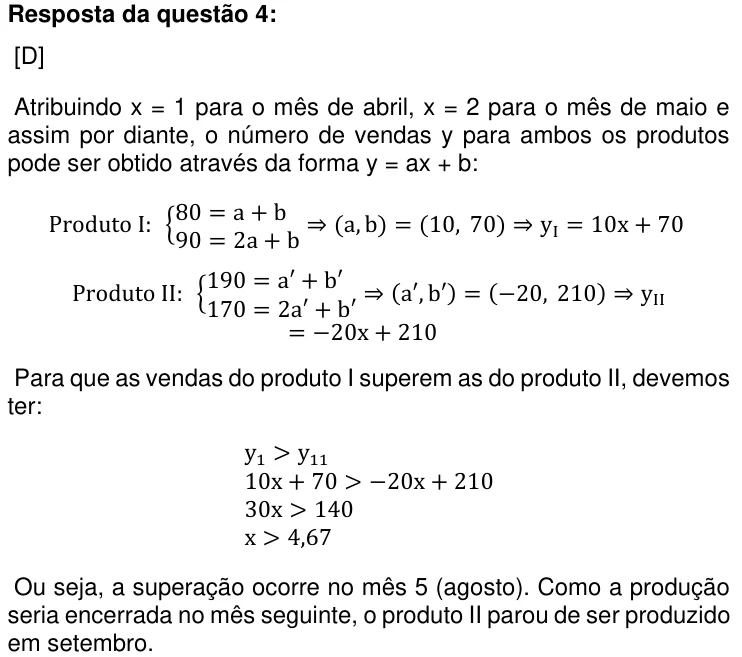 Resposta da questão 4:
[D]
Atribuindo x = 1 para o mês de abril, x = 2 para o mês de maio e
assim por diante, o número de vendas y para ambos os produtos
pode ser obtido através da forma y = ax + b:
Produto I: {80 = a + b
90 = 2a + b ⇒ (a, b) = (10, 70) ⇒ y_I = 10x + 70
Produto II: {190 = a′ + b′
170 = 2a′ + b′ ⇒ (a′, b′) = (−20, 210) ⇒ y_II
= −20x + 210
Para que as vendas do produto I superem as do produto II, devemos
ter:
y₁ > y₁₁
10x + 70 > −20x + 210
30x > 140
x > 4,67
Ou seja, a superação ocorre no mês 5 (agosto). Como a produção
seria encerrada no mês seguinte, o produto II parou de ser produzido
em setembro.